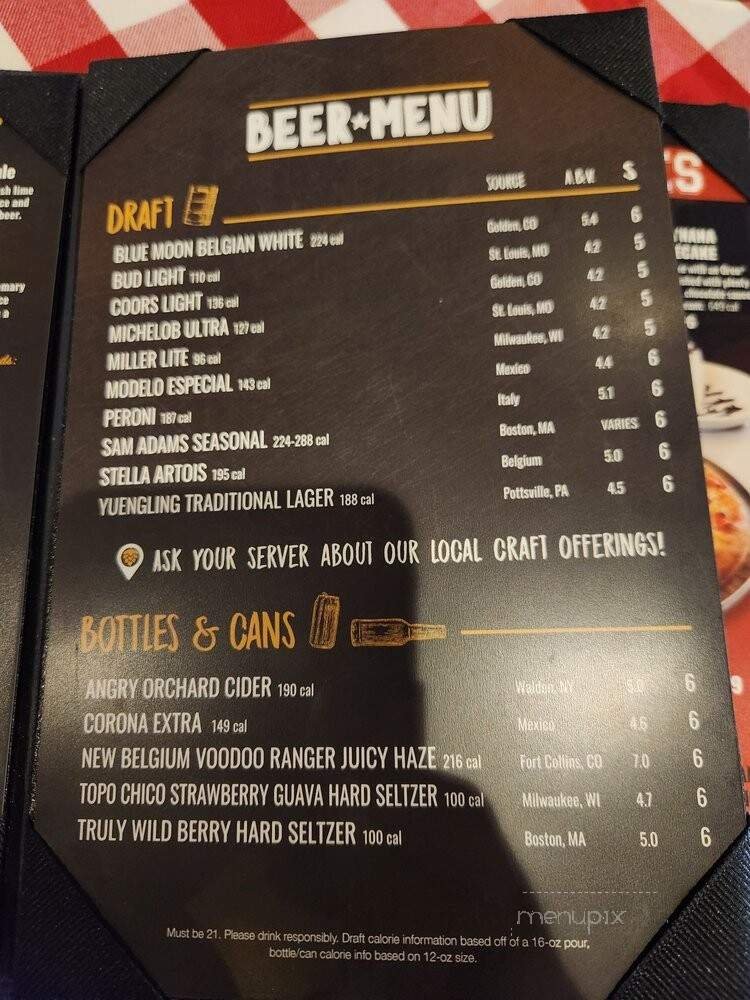 BEER★MENU
DRAFT SOURCE A.B.V. $
BLUE MOON BELGIAN WHITE 224 cal Golden, CO 5.4 6
BUD LIGHT 110 cal St. Louis, MO 4.2 5
COORS LIGHT 136 cal Golden, CO 4.2 5
MICHELOB ULTRA 127 cal St. Louis, MO 4.2 5
MILLER LITE 96 cal Milwaukee, WI 4.2 5
MODELO ESPECIAL 143 cal Mexico 4.4 6
PERONI 187 cal Italy 5.1 6
SAM ADAMS SEASONAL 224-288 cal Boston, MA VARIES 6
STELLA ARTOIS 195 cal Belgium 5.0 6
YUENGLING TRADITIONAL LAGER 188 cal Pottsville, PA 4.5 6
ASK YOUR SERVER ABOUT OUR LOCAL CRAFT OFFERINGS!
BOTTLES & CANS
ANGRY ORCHARD CIDER 190 cal Walden, NY 5.0 6
CORONA EXTRA 149 cal Mexico 4.6 6
NEW BELGIUM VOODOO RANGER JUICY HAZE 216 cal Fort Collins, CO 7.0 6
TOPO CHICO STRAWBERRY GUAVA HARD SELTZER 100 cal Milwaukee, WI 4.7 6
TRULY WILD BERRY HARD SELTZER 100 cal Boston, MA 5.0 6
menupix
Must be 21. Please drink responsibly. Draft calorie information based off of a 16-oz pour,
bottle/can calorie info based on 12-oz size.